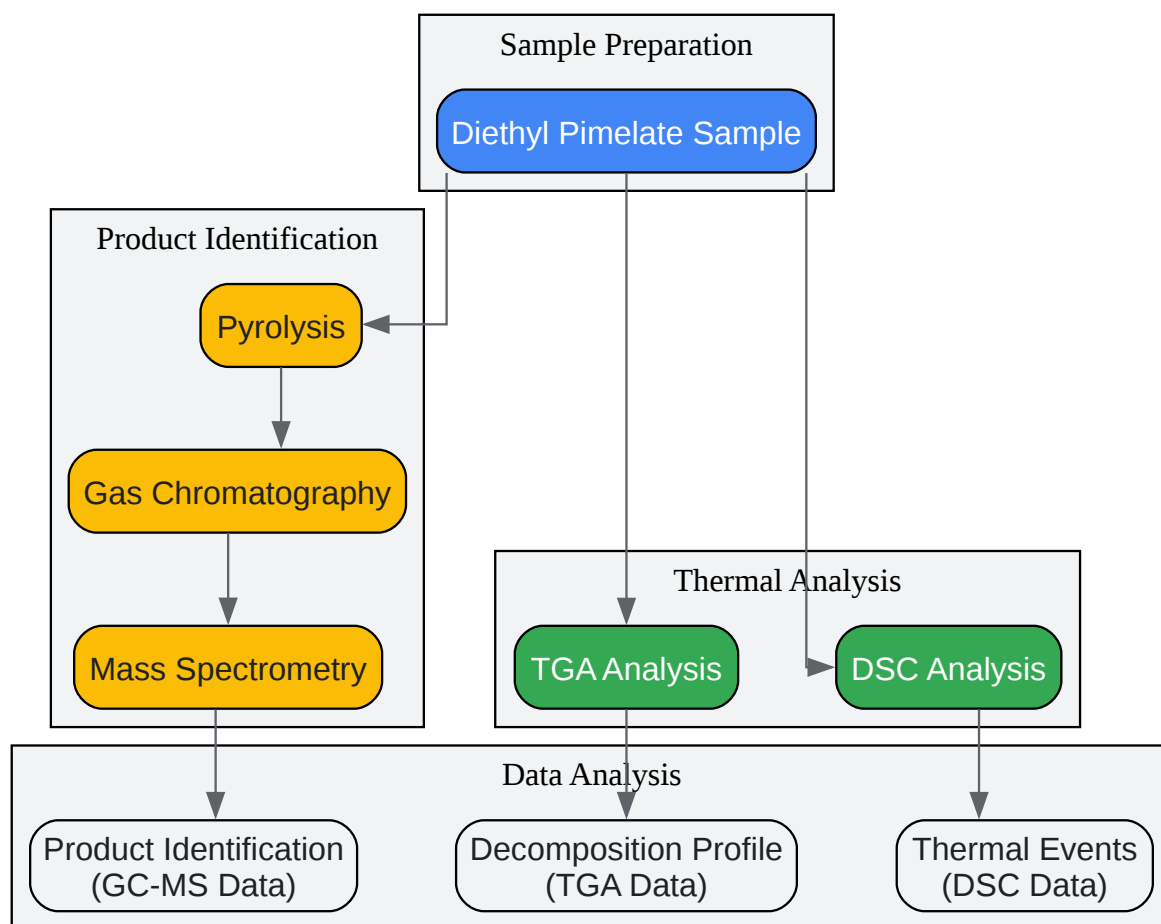 Sample Preparation
Diethyl Pimelate Sample
Product Identification
Pyrolysis
Gas Chromatography
Mass Spectrometry
Thermal Analysis
TGA Analysis
DSC Analysis
Data Analysis
Product Identification
(GC-MS Data)
Decomposition Profile
(TGA Data)
Thermal Events
(DSC Data)